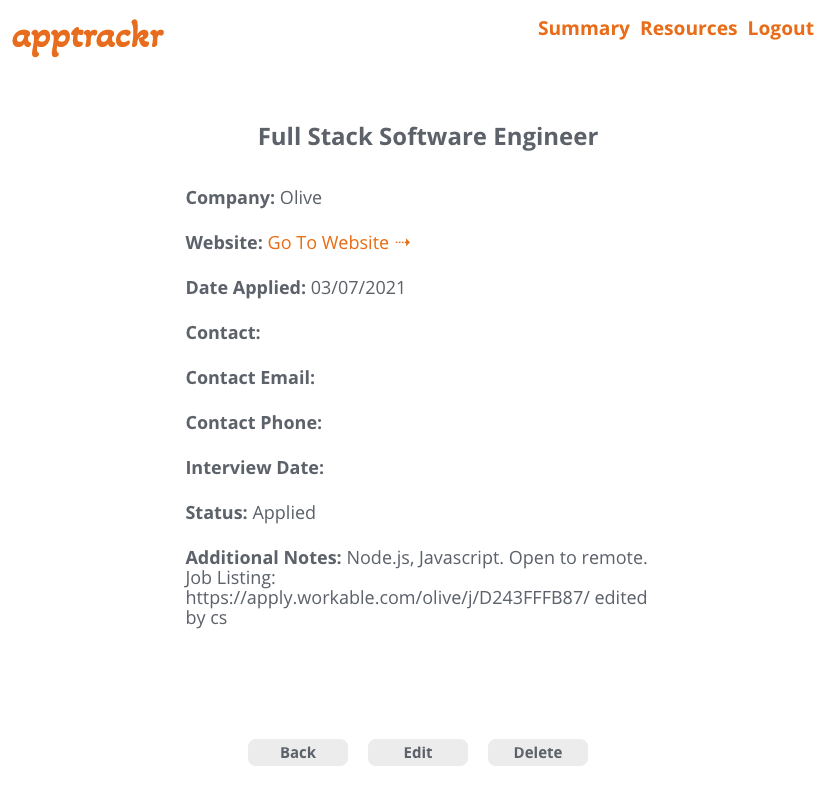 apptrackr
Summary Resources Logout
Full Stack Software Engineer
Company: Olive
Website: Go To Website ⤑
Date Applied: 03/07/2021
Contact:
Contact Email:
Contact Phone:
Interview Date:
Status: Applied
Additional Notes: Node.js, Javascript. Open to remote.
Job Listing:
https://apply.workable.com/olive/j/D243FFFB87/ edited
by cs
Back Edit Delete